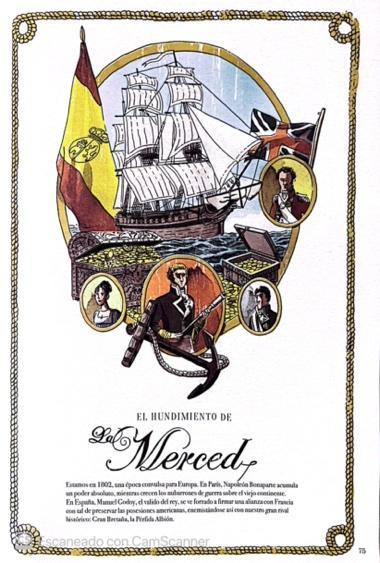 EL HUNDIMIENTO DE
La Merced
Estamos en 1802, una época convulsa para Europa. En París, Napoleón Bonaparte acumula
un poder absoluto, mientras crecen los nubarrones de guerra sobre el viejo continente.
En España, Manuel Godoy, el valido del rey, se ve forzado a firmar una alianza con Francia
con tal de preservar las posesiones americanas, enemistándose así con nuestro gran rival
histórico: Gran Bretaña, la Pérfida Albión.
75
Escaneado con CamScanner